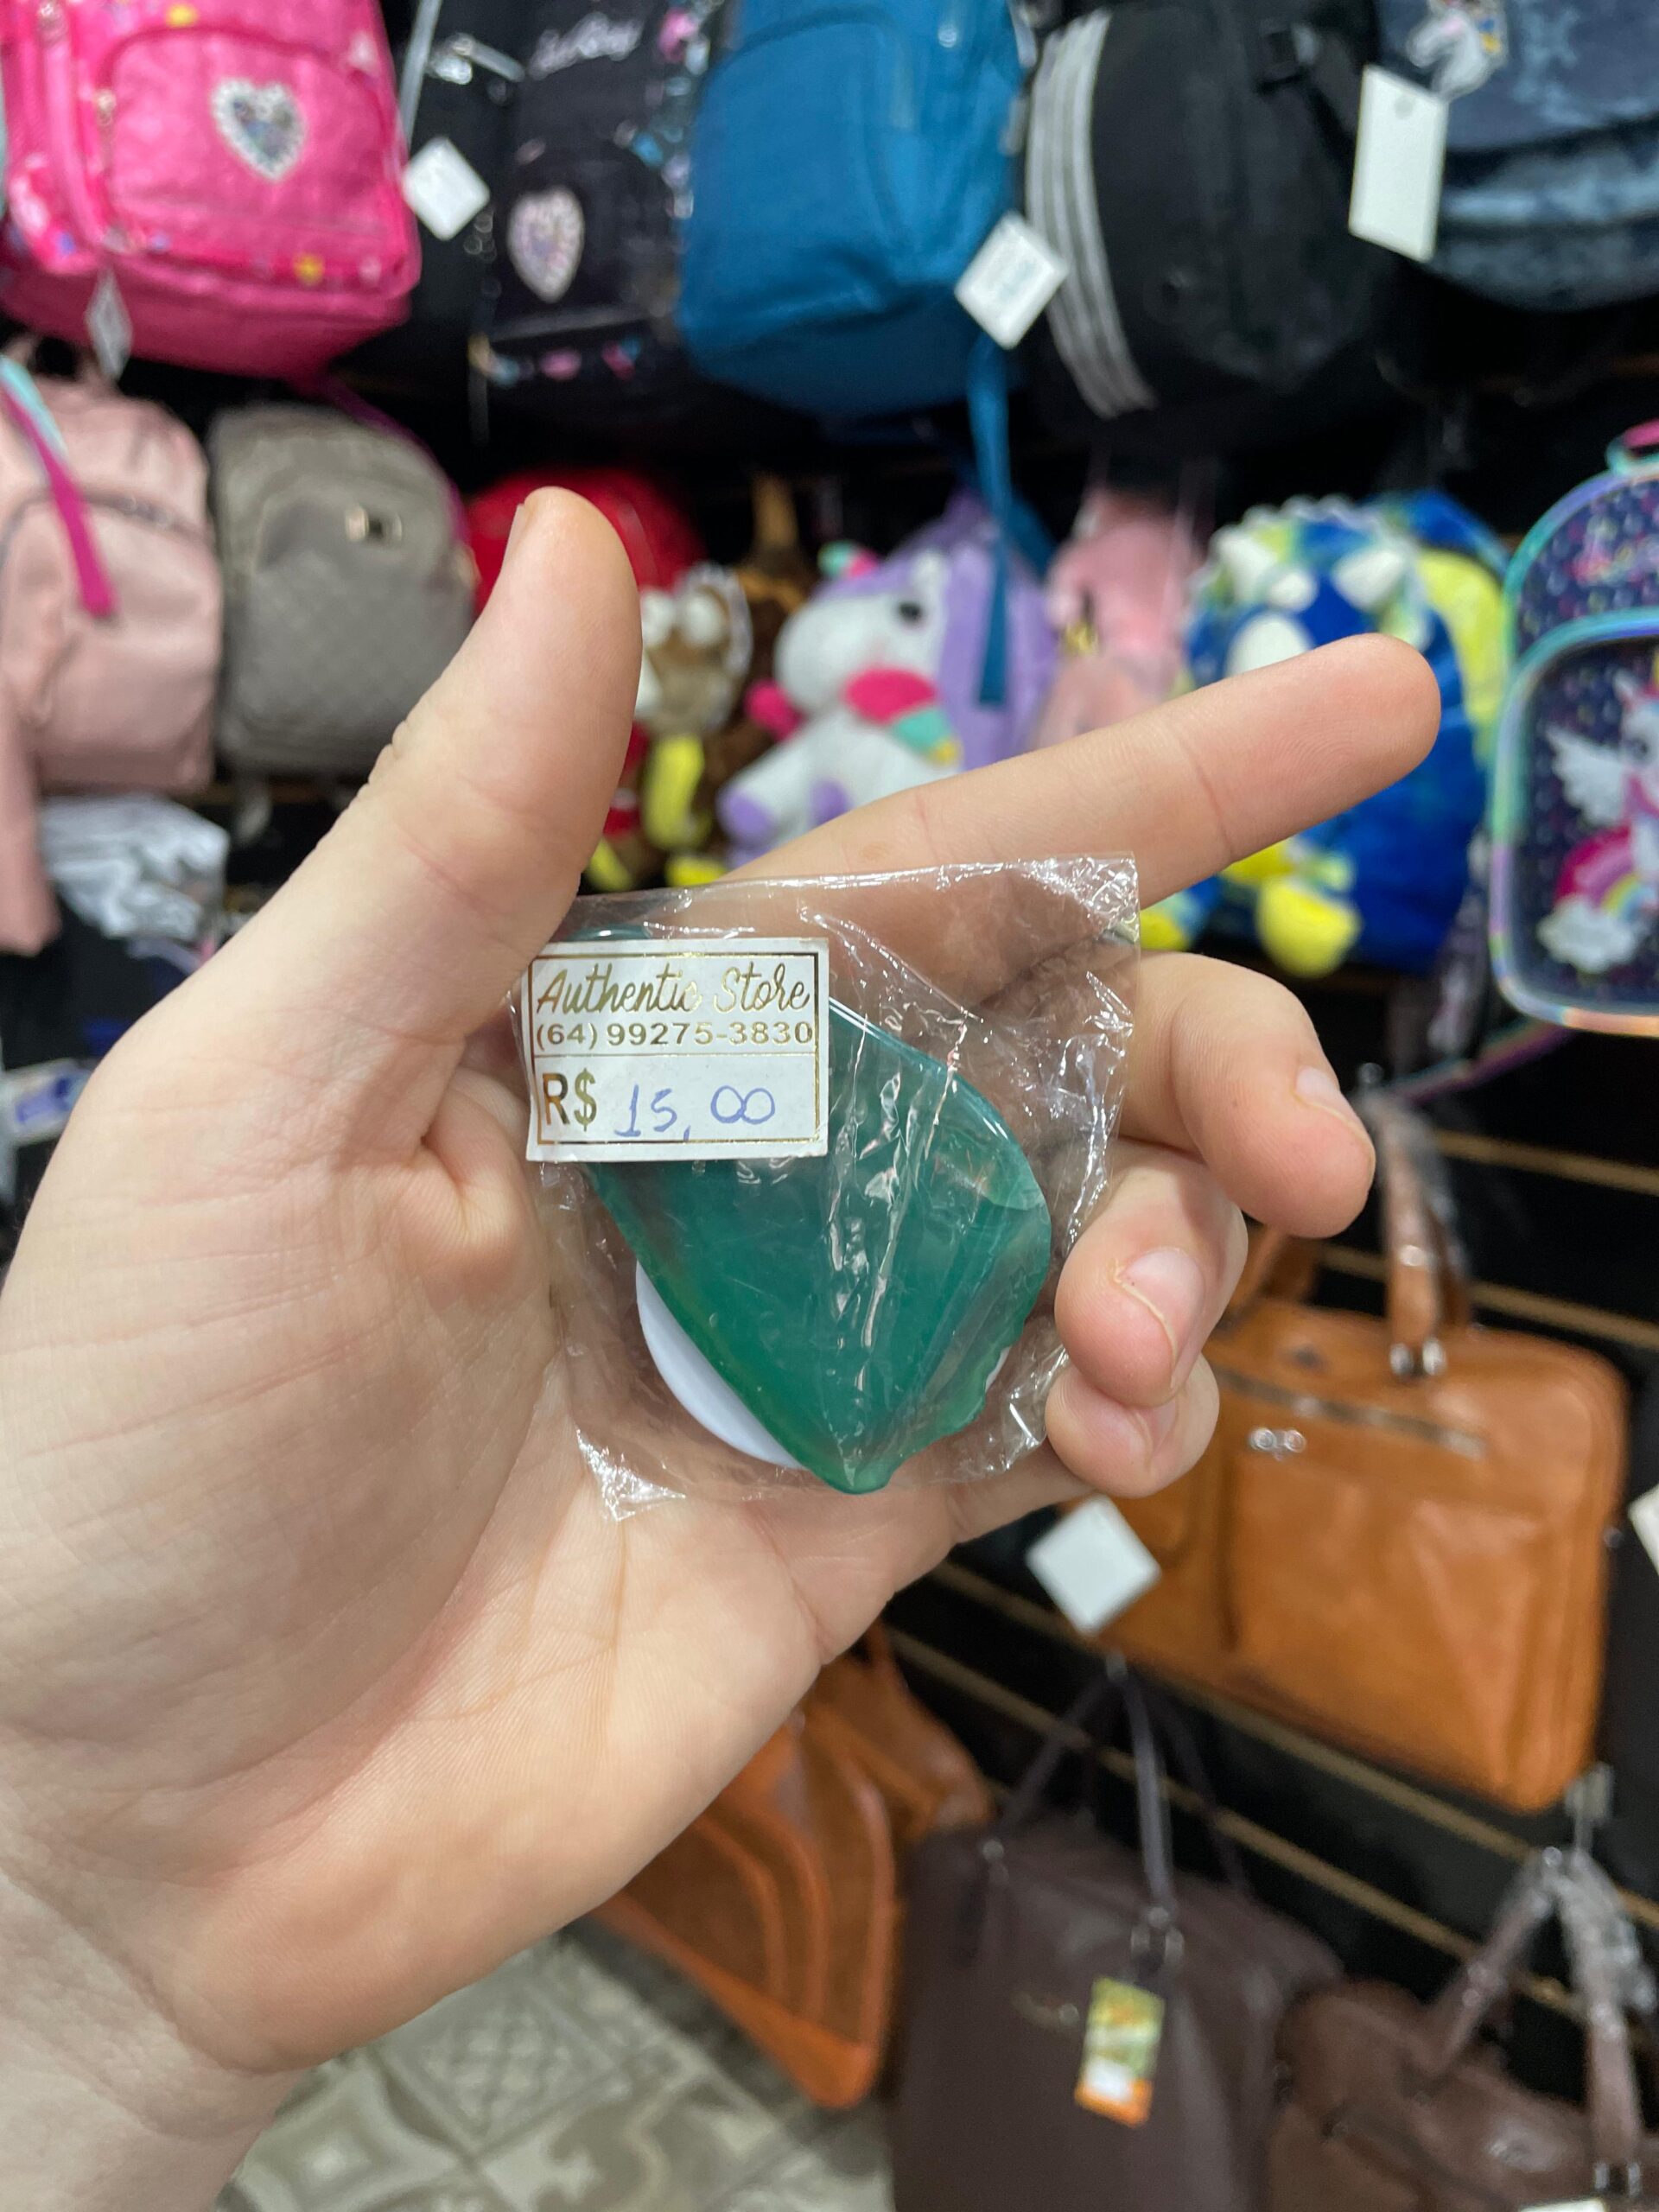 Authentic Store
(64) 99275-3830
R$ 15,00